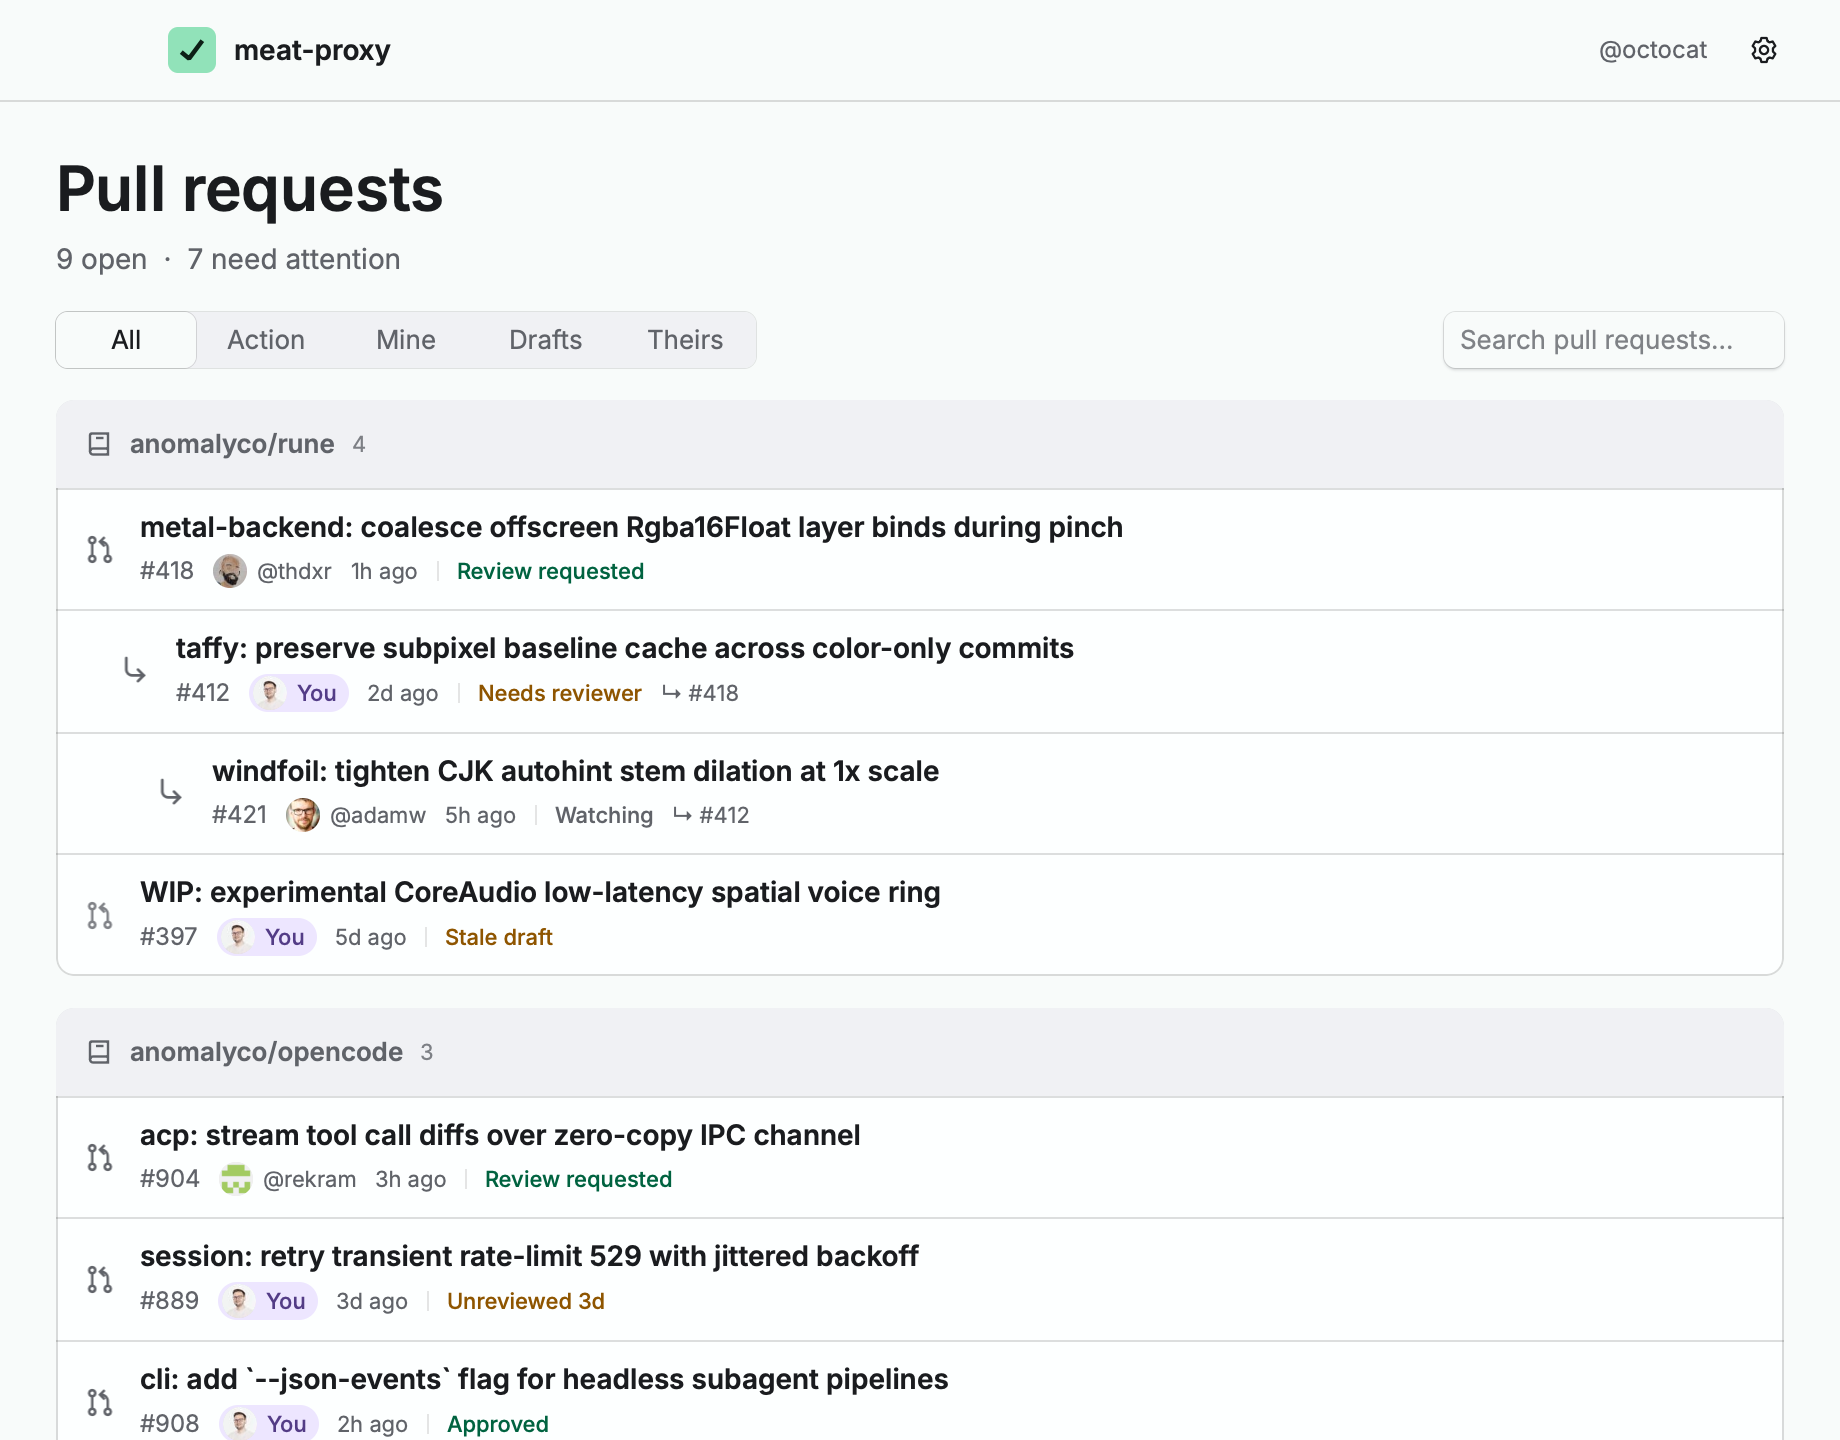 meat-proxy
@octocat
Pull requests
9 open · 7 need attention
All Action Mine Drafts Theirs
Search pull requests...
anomalyco/rune 4
metal-backend: coalesce offscreen Rgba16Float layer binds during pinch
#418 @thdxr 1h ago Review requested
taffy: preserve subpixel baseline cache across color-only commits
#412 You 2d ago Needs reviewer ↳ #418
windfoil: tighten CJK autohint stem dilation at 1x scale
#421 @adamw 5h ago Watching ↳ #412
WIP: experimental CoreAudio low-latency spatial voice ring
#397 You 5d ago Stale draft
anomalyco/opencode 3
acp: stream tool call diffs over zero-copy IPC channel
#904 @rekram 3h ago Review requested
session: retry transient rate-limit 529 with jittered backoff
#889 You 3d ago Unreviewed 3d
cli: add `--json-events` flag for headless subagent pipelines
#908 You 2h ago Approved